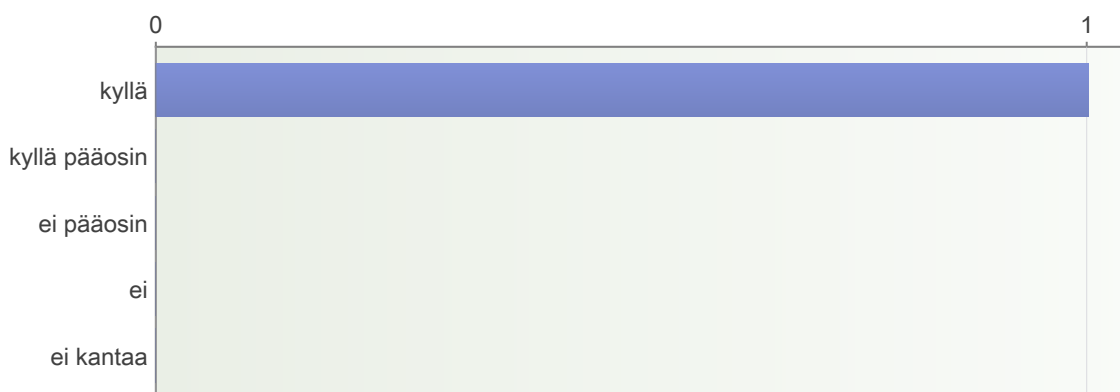 0 1
kyllä
kyllä pääosin
ei pääosin
ei
ei kantaa